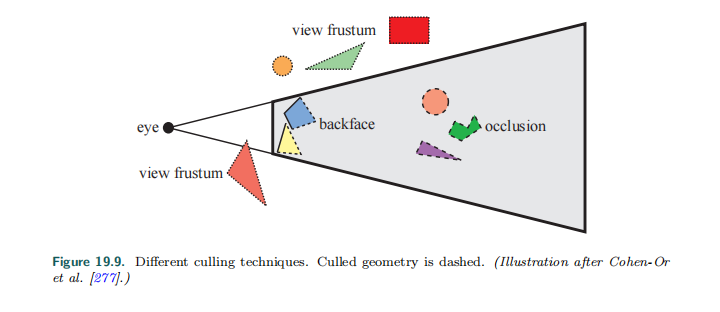 view frustum
eye
backface
occlusion
view frustum
Figure 19.9. Different culling techniques. Culled geometry is dashed. (Illustration after Cohen-Or
et al. [277].)